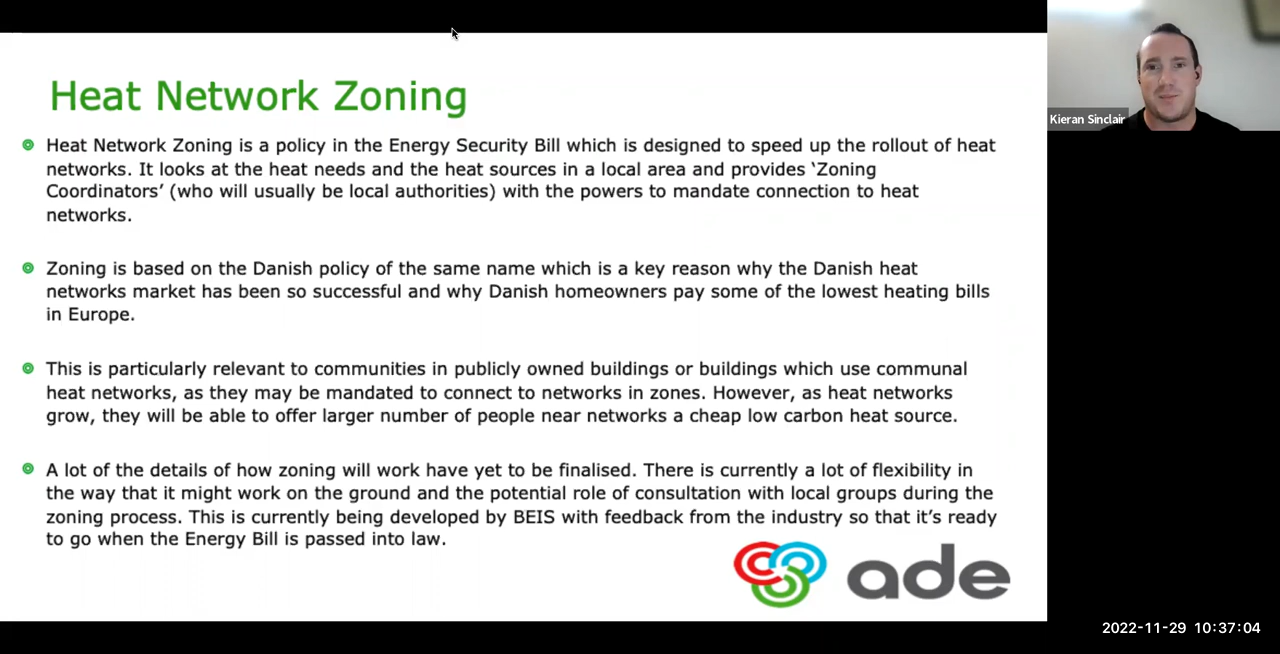 Heat Network Zoning
Heat Network Zoning is a policy in the Energy Security Bill which is designed to speed up the rollout of heat
networks. It looks at the heat needs and the heat sources in a local area and provides ‘Zoning
Coordinators’ (who will usually be local authorities) with the powers to mandate connection to heat
networks.
Zoning is based on the Danish policy of the same name which is a key reason why the Danish heat
networks market has been so successful and why Danish homeowners pay some of the lowest heating bills
in Europe.
This is particularly relevant to communities in publicly owned buildings or buildings which use communal
heat networks, as they may be mandated to connect to networks in zones. However, as heat networks
grow, they will be able to offer larger number of people near networks a cheap low carbon heat source.
A lot of the details of how zoning will work have yet to be finalised. There is currently a lot of flexibility in
the way that it might work on the ground and the potential role of consultation with local groups during the
zoning process. This is currently being developed by BEIS with feedback from the industry so that it’s ready
to go when the Energy Bill is passed into law.
ade
Kieran Sinclair
2022-11-29 10:37:04